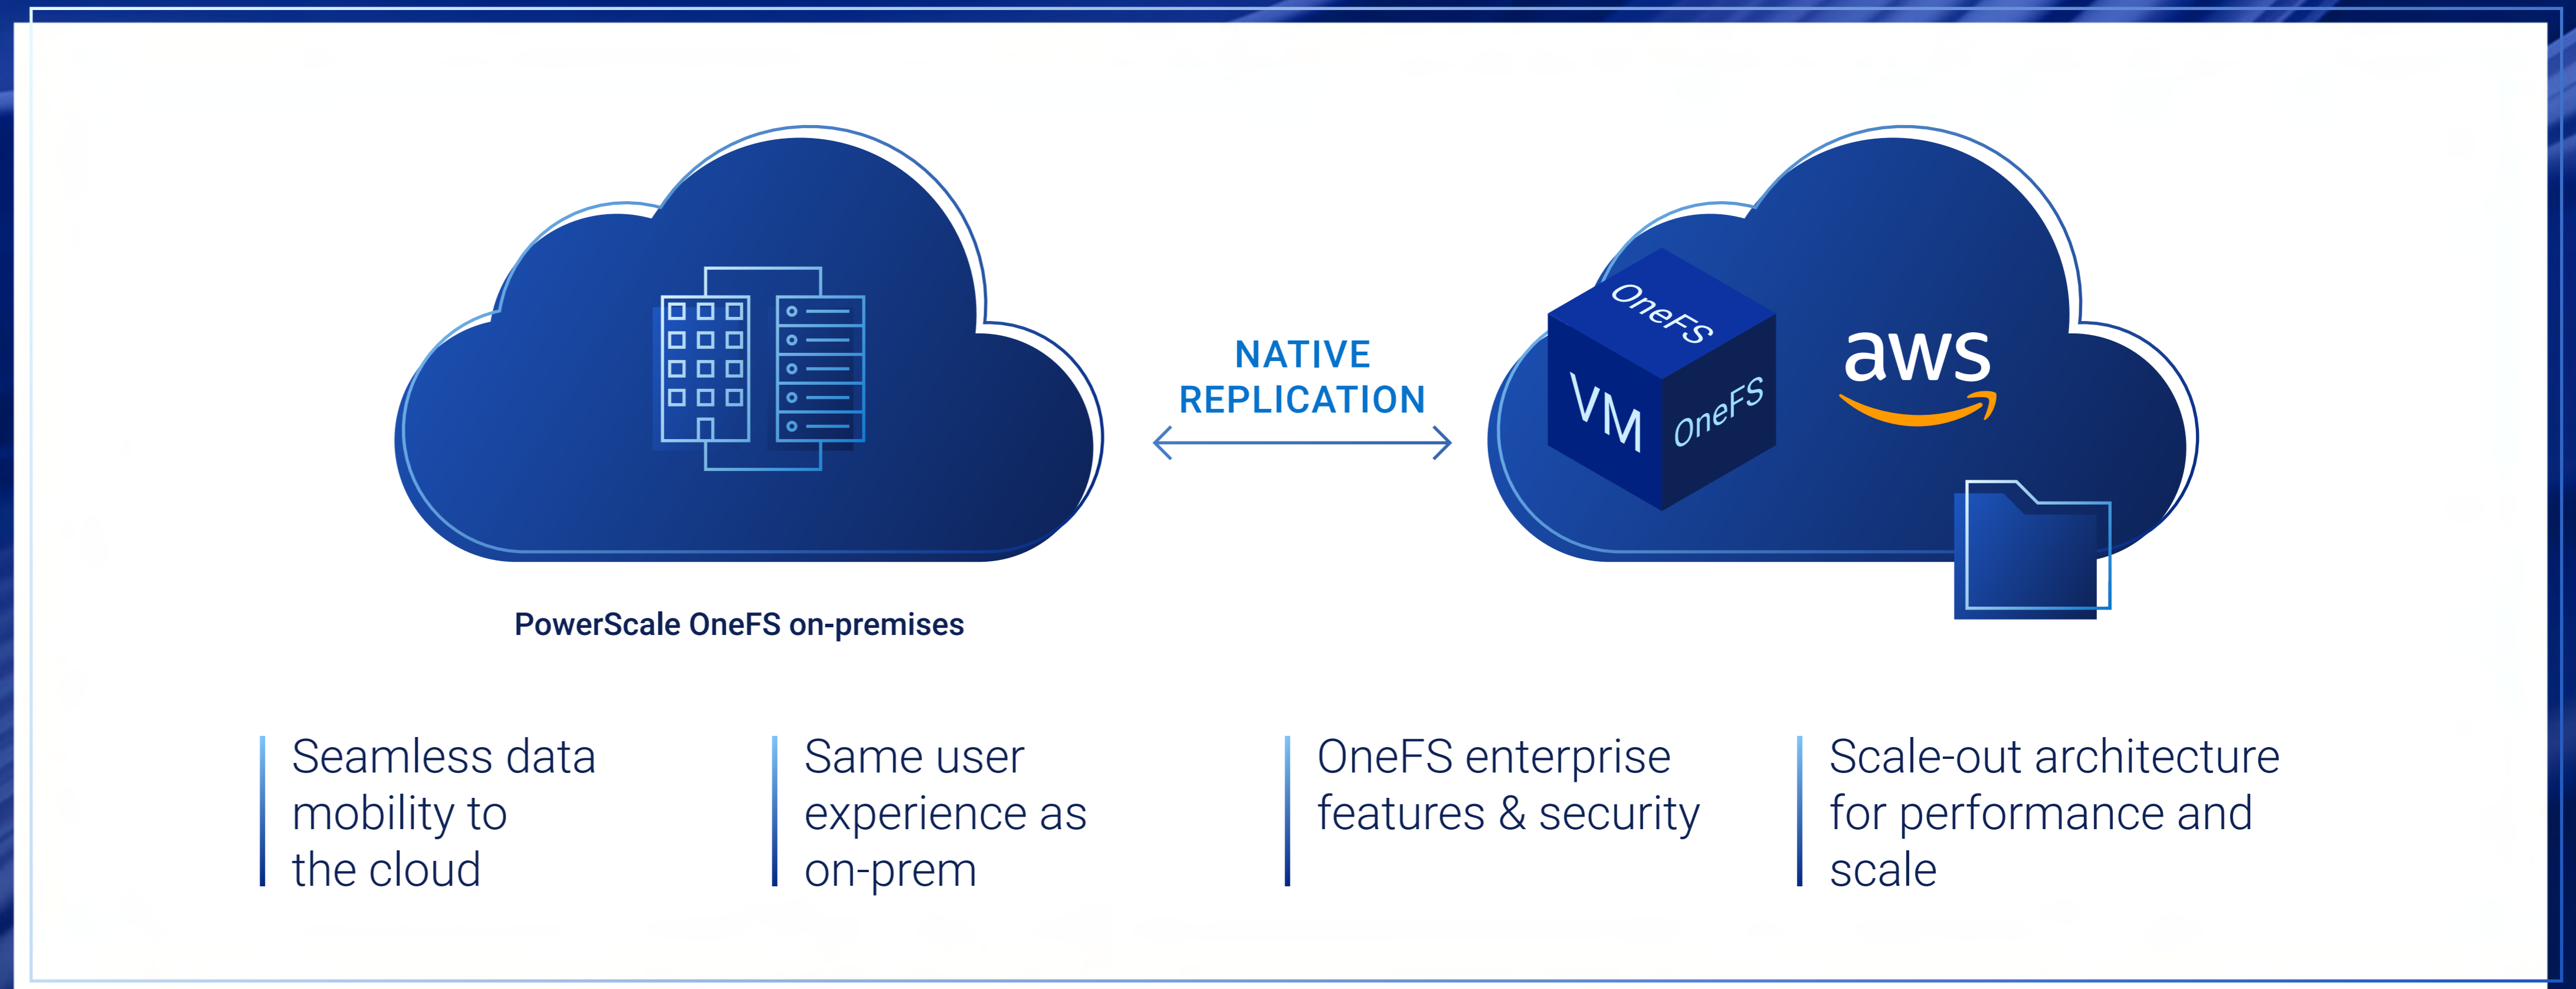 NATIVE
REPLICATION
OneFS
VM
OneFS
aws
PowerScale OneFS on-premises
Seamless data
mobility to
the cloud
Same user
experience as
on-prem
OneFS enterprise
features & security
Scale-out architecture
for performance and
scale